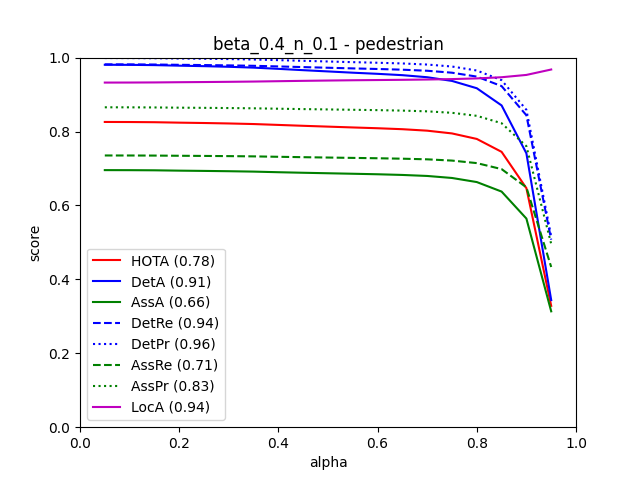 beta_0.4_n_0.1 - pedestrian
1.0
0.8
0.6
0.4
0.2
0.0
score
HOTA (0.78)
DetA (0.91)
AssA (0.66)
DetRe (0.94)
DetPr (0.96)
AssRe (0.71)
AssPr (0.83)
LocA (0.94)
0.0 0.2 0.4 0.6 0.8 1.0
alpha